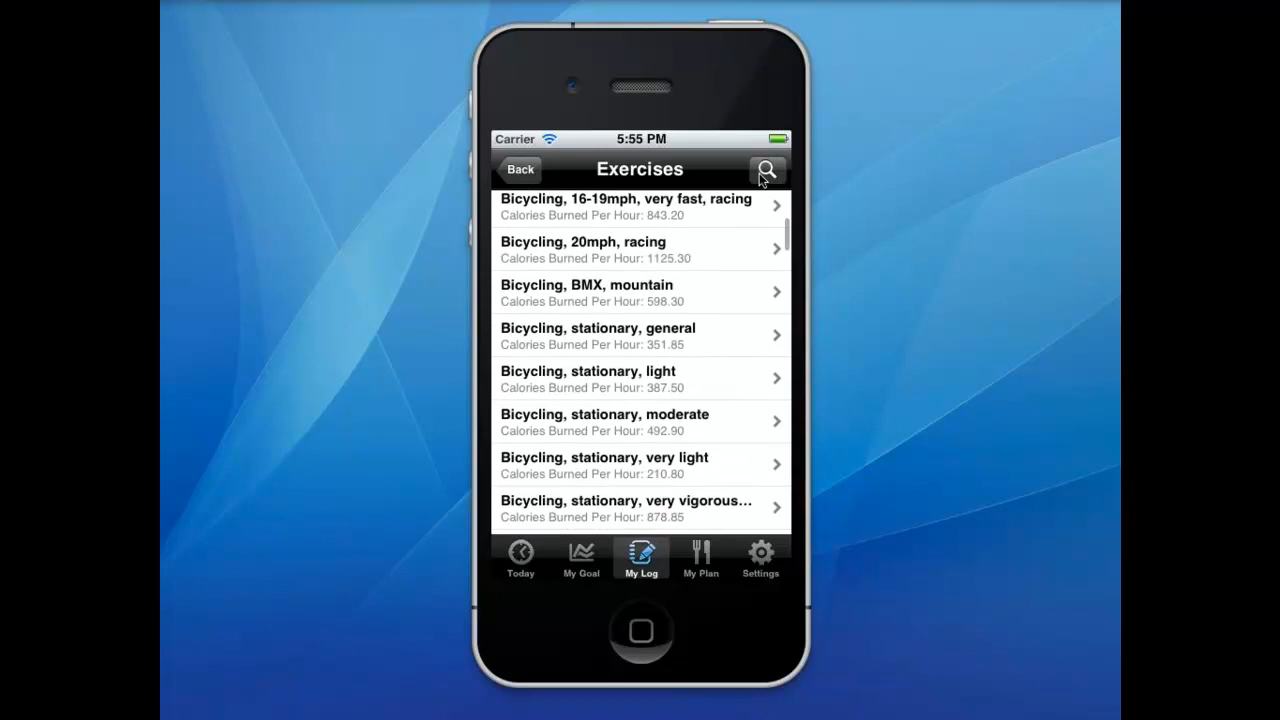 Carrier 5:55 PM
Back Exercises
Bicycling, 16-19mph, very fast, racing
Calories Burned Per Hour: 843.20
Bicycling, 20mph, racing
Calories Burned Per Hour: 1125.30
Bicycling, BMX, mountain
Calories Burned Per Hour: 598.30
Bicycling, stationary, general
Calories Burned Per Hour: 351.85
Bicycling, stationary, light
Calories Burned Per Hour: 387.50
Bicycling, stationary, moderate
Calories Burned Per Hour: 492.90
Bicycling, stationary, very light
Calories Burned Per Hour: 210.80
Bicycling, stationary, very vigorous...
Calories Burned Per Hour: 878.85
Today My Goal My Log My Plan Settings